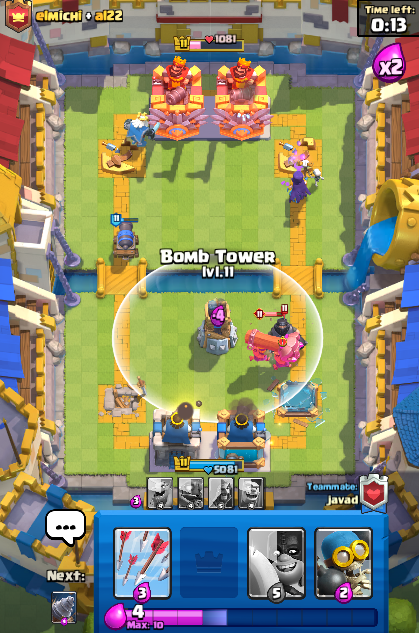 elmichi + al22
1081
Time left:
0:13
x2
11
Bomb Tower
lvl.11
4
11
11
5081
3
Teammate:
javad
...
3
5
2
Next:
4
Max: 10